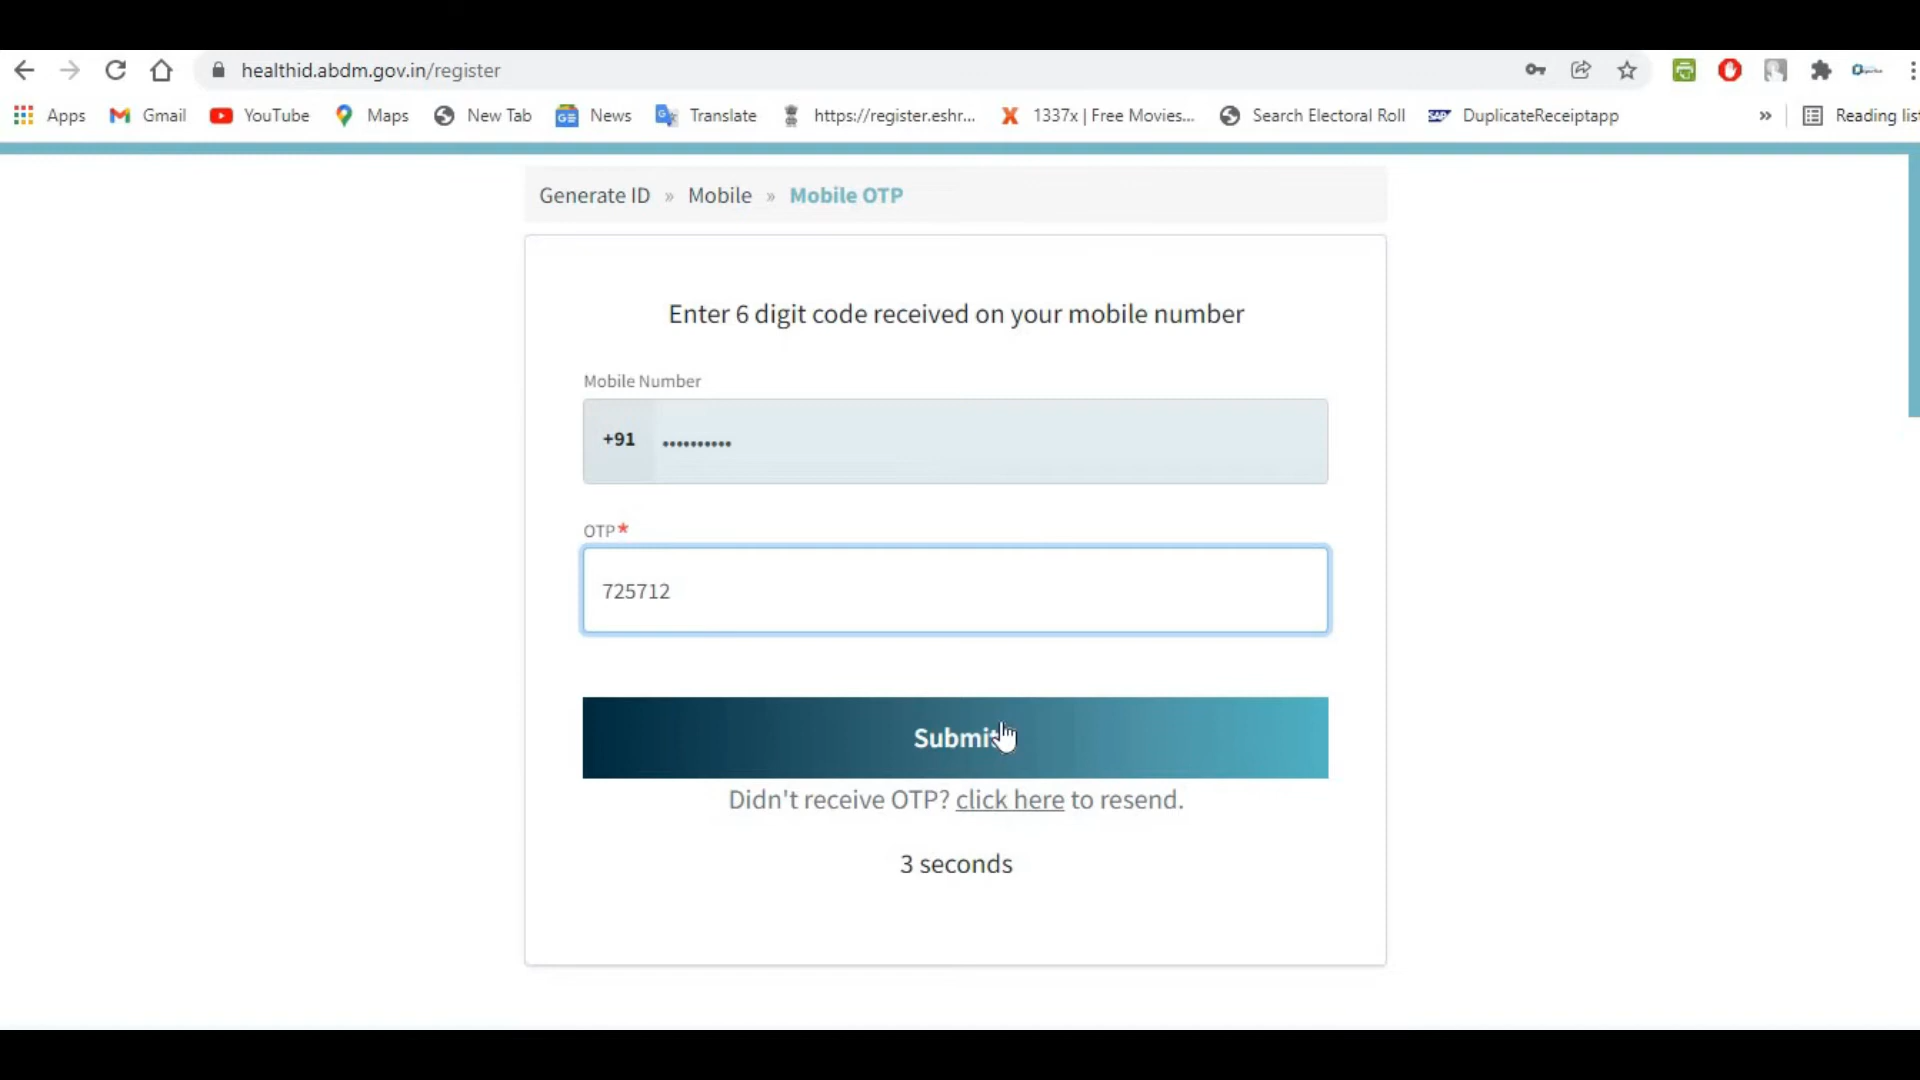 healthid.abdm.gov.in/register
Apps Gmail YouTube Maps New Tab News Translate https://register.eshr... 1337x | Free Movies... Search Electoral Roll DuplicateReceiptapp » Reading list
Generate ID » Mobile » Mobile OTP
Enter 6 digit code received on your mobile number
Mobile Number
+91 ••••••••••
OTP*
725712
Submit
Didn't receive OTP? click here to resend.
3 seconds